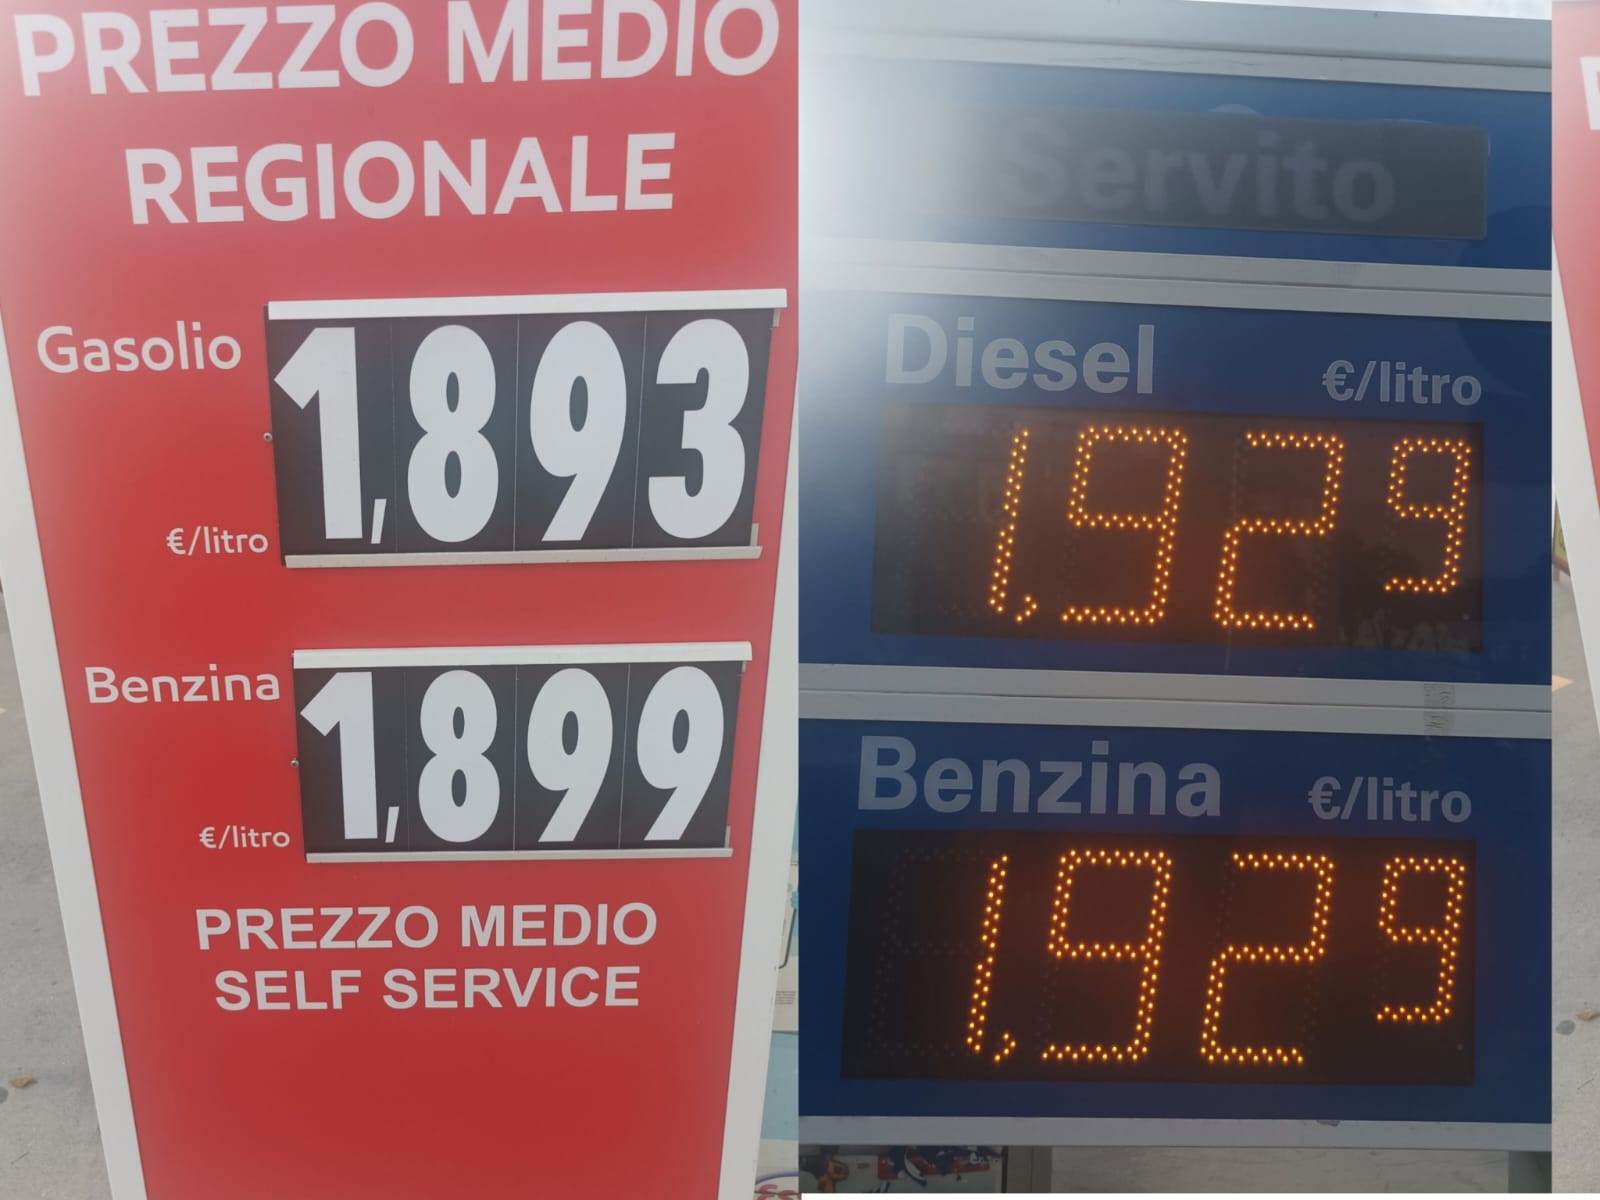 PREZZO MEDIO
REGIONALE
Gasolio
1,893
€/litro
Benzina
1,899
€/litro
PREZZO MEDIO
SELF SERVICE
Servito
Diesel €/litro
1,929
Benzina €/litro
1,929